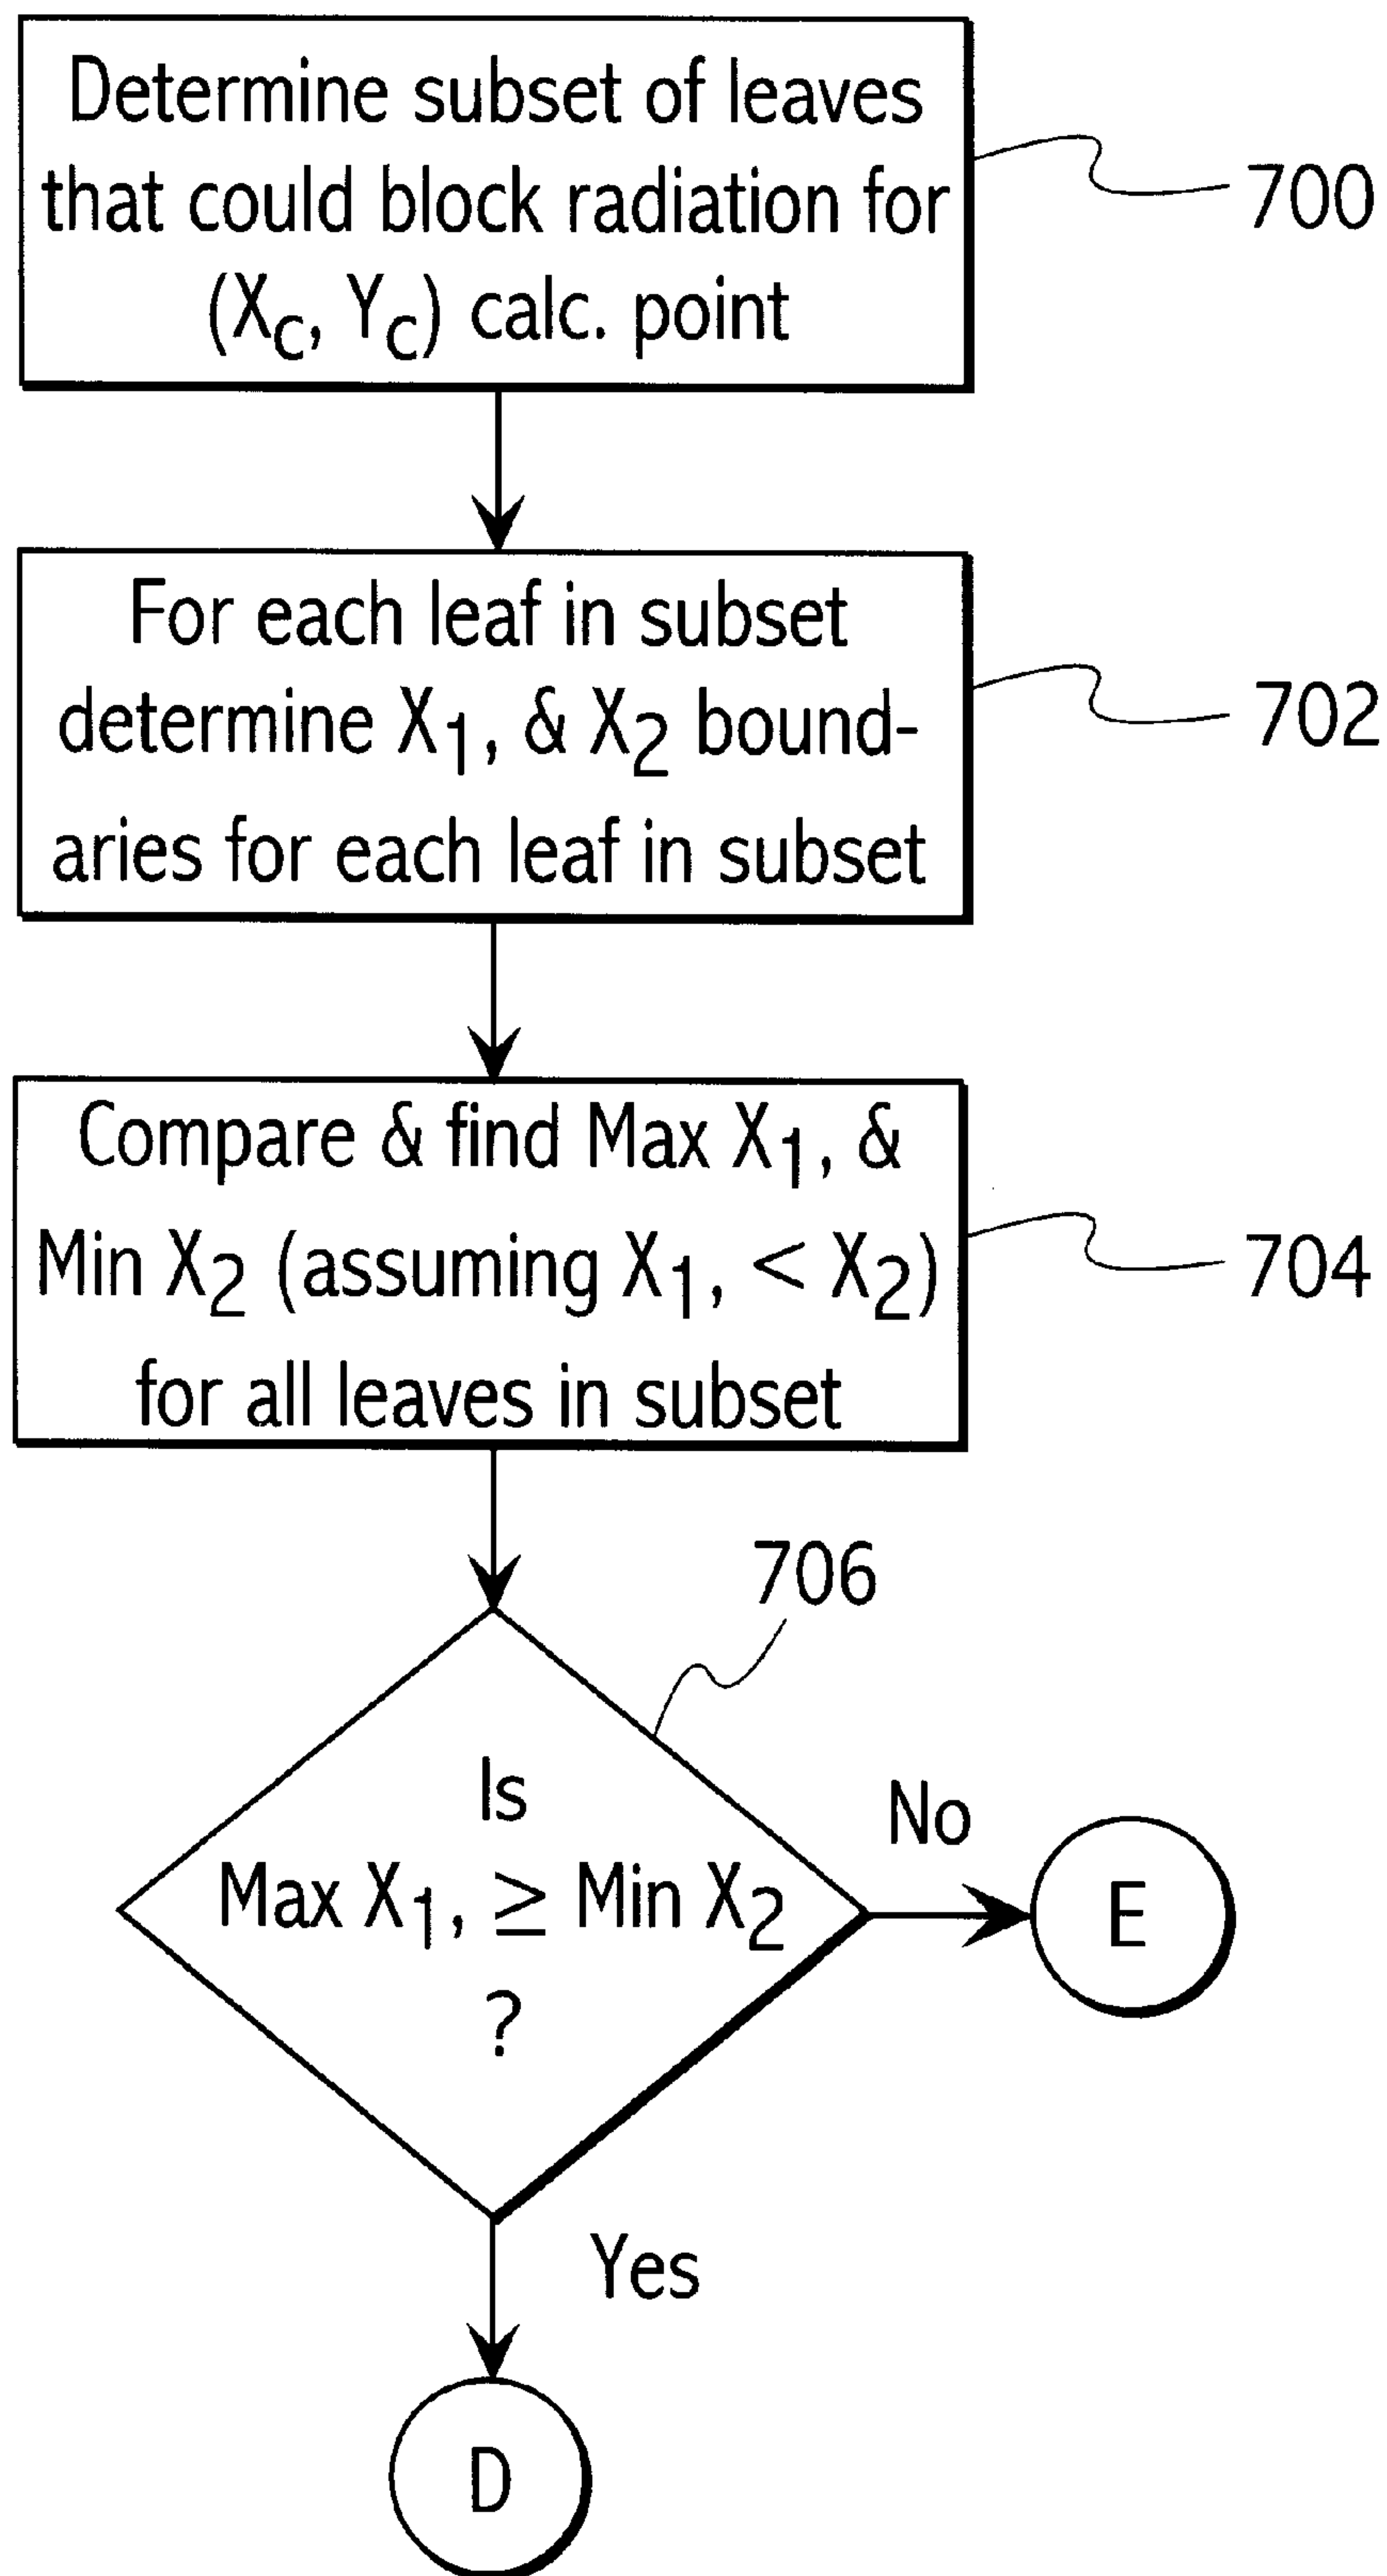 Determine subset of leaves
that could block radiation for
(Xc, Yc) calc. point
700
For each leaf in subset
determine X1, & X2 bound-
aries for each leaf in subset
702
Compare & find Max X1, &
Min X2 (assuming X1, < X2)
for all leaves in subset
704
706
Is
Max X1, ≥ Min X2
?
No
E
Yes
D